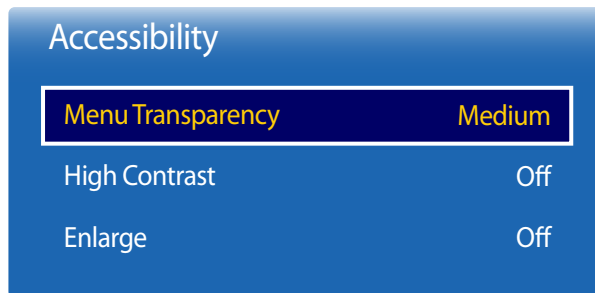 Accessibility
Menu Transparency Medium
High Contrast Off
Enlarge Off